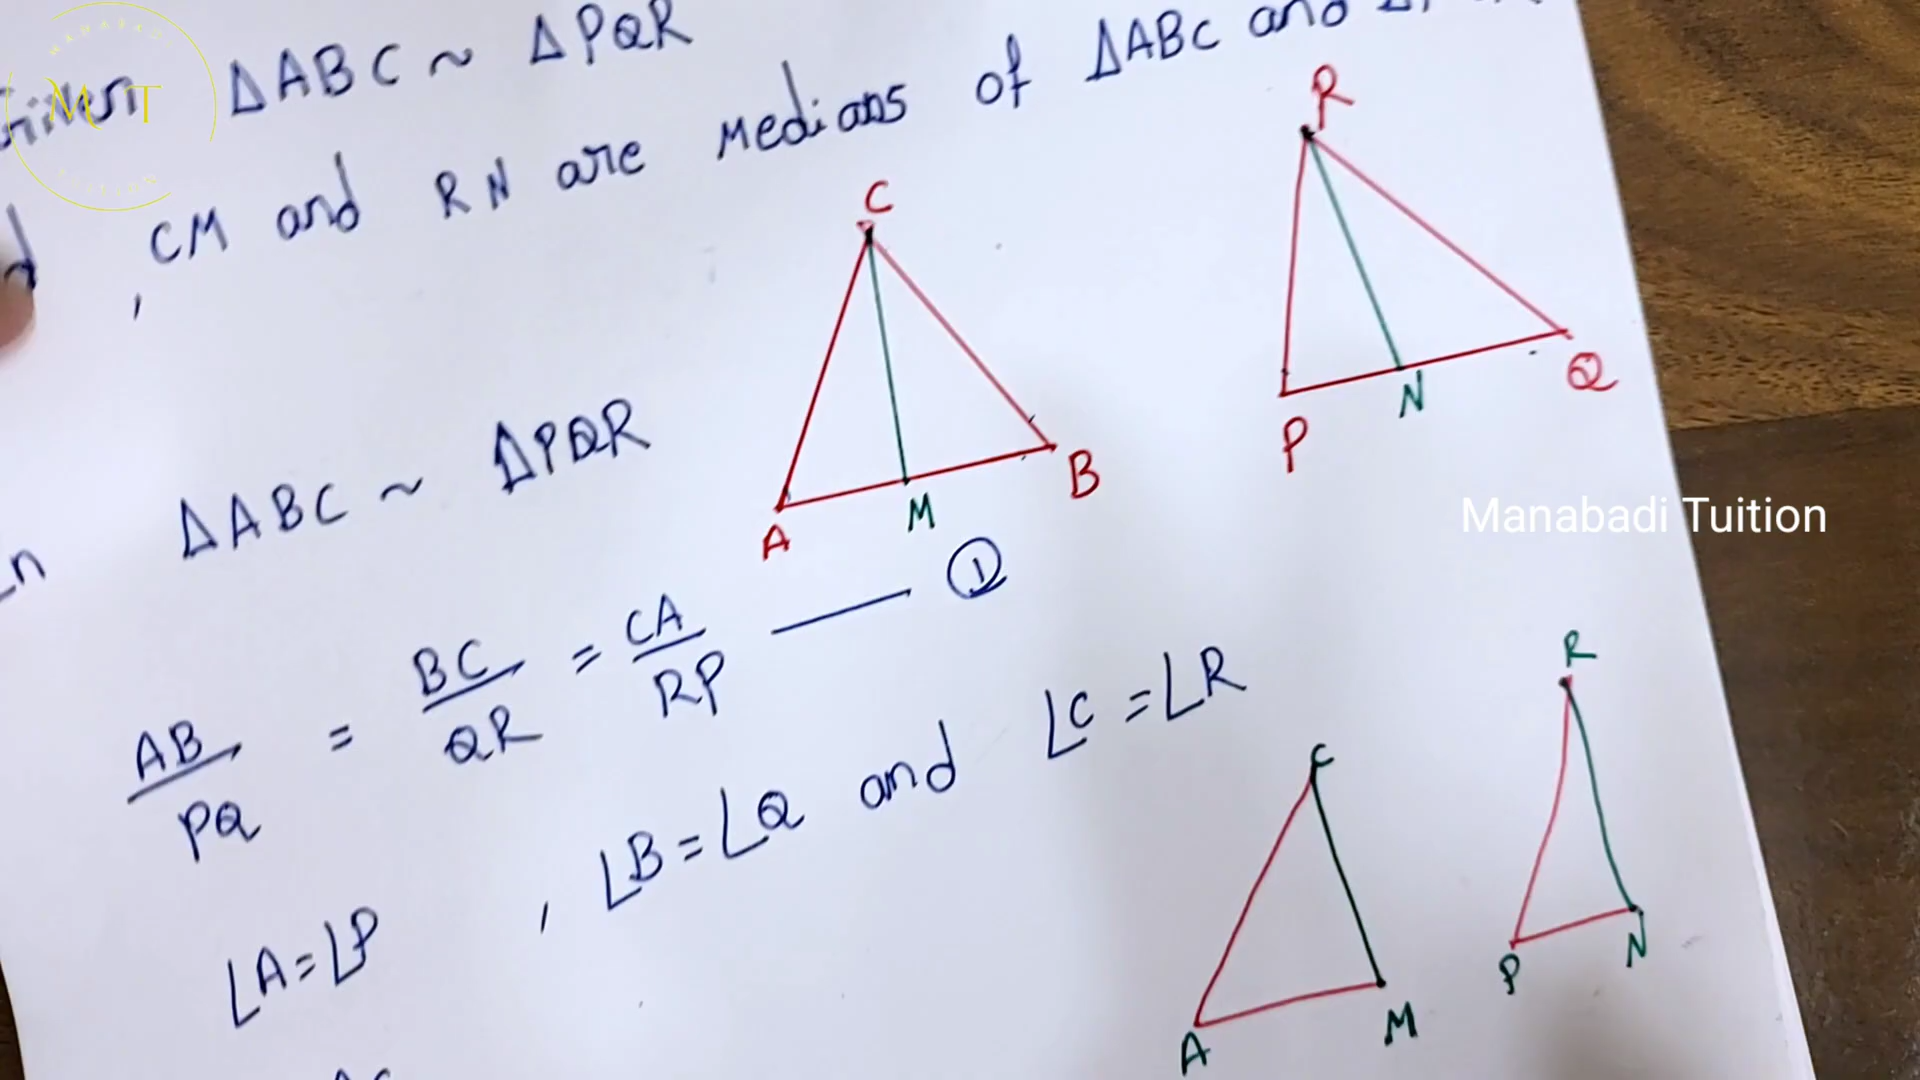 ΔABC ~ ΔPQR
, CM and RN are Medians of ΔABC and
R
C
P N Q
A M B
ΔABC ~ ΔPQR
Manabadi Tuition
AB/PQ = BC/QR = CA/RP —— ①
∠A=∠P , ∠B=∠Q and ∠C=∠R
R
C
P N
A M
M T